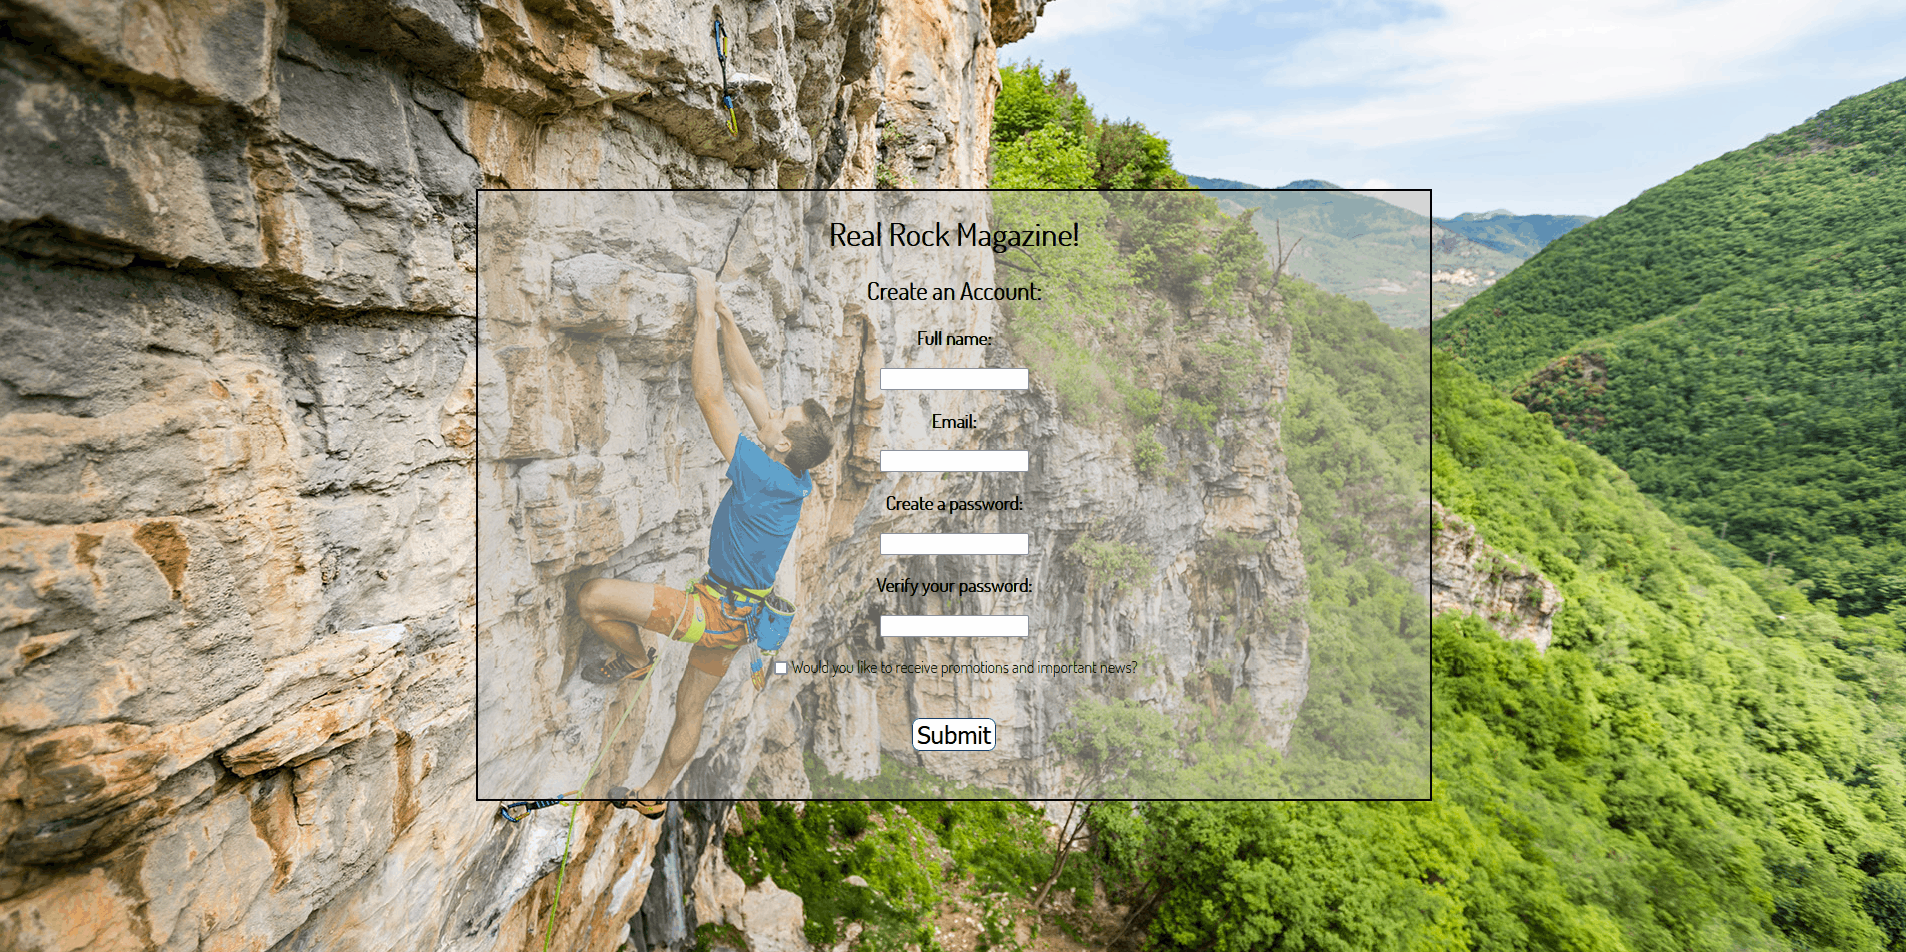 Real Rock Magazine!
Create an Account:
Full name:
Email:
Create a password:
Verify your password:
Would you like to receive promotions and important news?
Submit